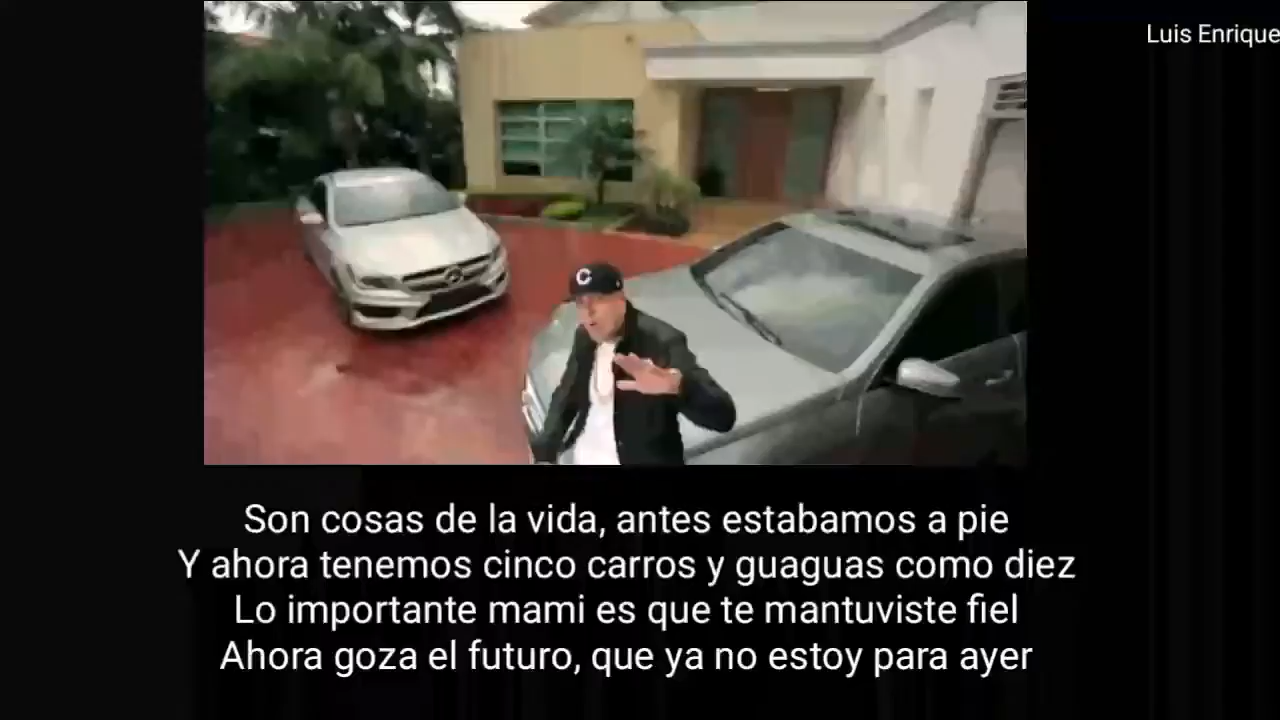 Luis Enrique
C
Son cosas de la vida, antes estabamos a pie
Y ahora tenemos cinco carros y guaguas como diez
Lo importante mami es que te mantuviste fiel
Ahora goza el futuro, que ya no estoy para ayer